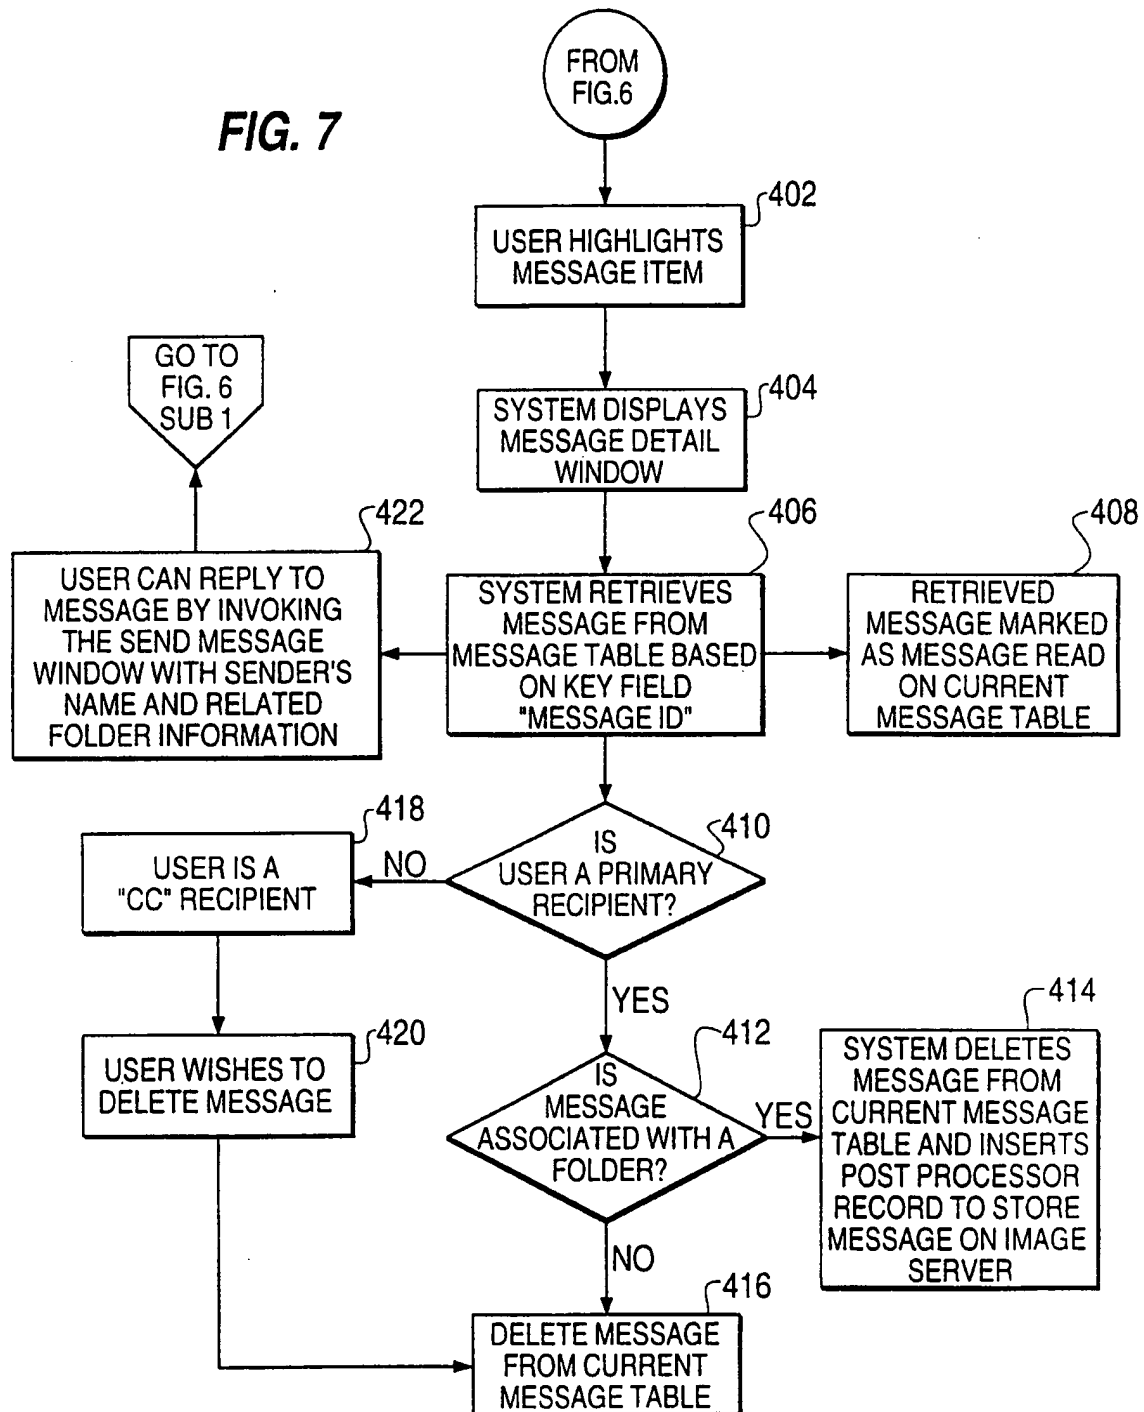 FROM
FIG.6
FIG. 7
402
USER HIGHLIGHTS
MESSAGE ITEM
404
SYSTEM DISPLAYS
MESSAGE DETAIL
WINDOW
GO TO
FIG. 6
SUB 1
422
USER CAN REPLY TO
MESSAGE BY INVOKING
THE SEND MESSAGE
WINDOW WITH SENDER'S
NAME AND RELATED
FOLDER INFORMATION
406
SYSTEM RETRIEVES
MESSAGE FROM
MESSAGE TABLE BASED
ON KEY FIELD
"MESSAGE ID"
408
RETRIEVED
MESSAGE MARKED
AS MESSAGE READ
ON CURRENT
MESSAGE TABLE
410
IS
USER A PRIMARY
RECIPIENT?
NO
418
USER IS A
"CC" RECIPIENT
420
USER WISHES TO
DELETE MESSAGE
YES
412
IS
MESSAGE
ASSOCIATED WITH A
FOLDER?
YES
414
SYSTEM DELETES
MESSAGE FROM
CURRENT MESSAGE
TABLE AND INSERTS
POST PROCESSOR
RECORD TO STORE
MESSAGE ON IMAGE
SERVER
NO
416
DELETE MESSAGE
FROM CURRENT
MESSAGE TABLE